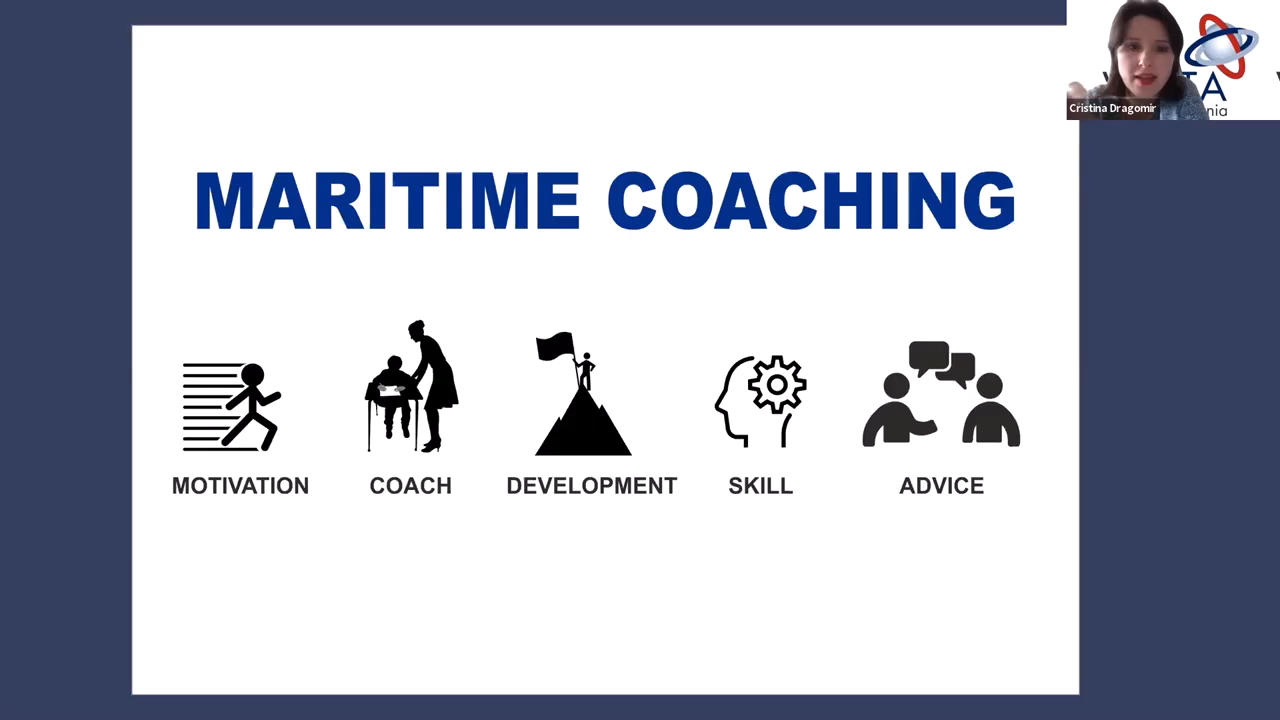 MARITIME COACHING
MOTIVATION
COACH
DEVELOPMENT
SKILL
ADVICE
Cristina Dragomir